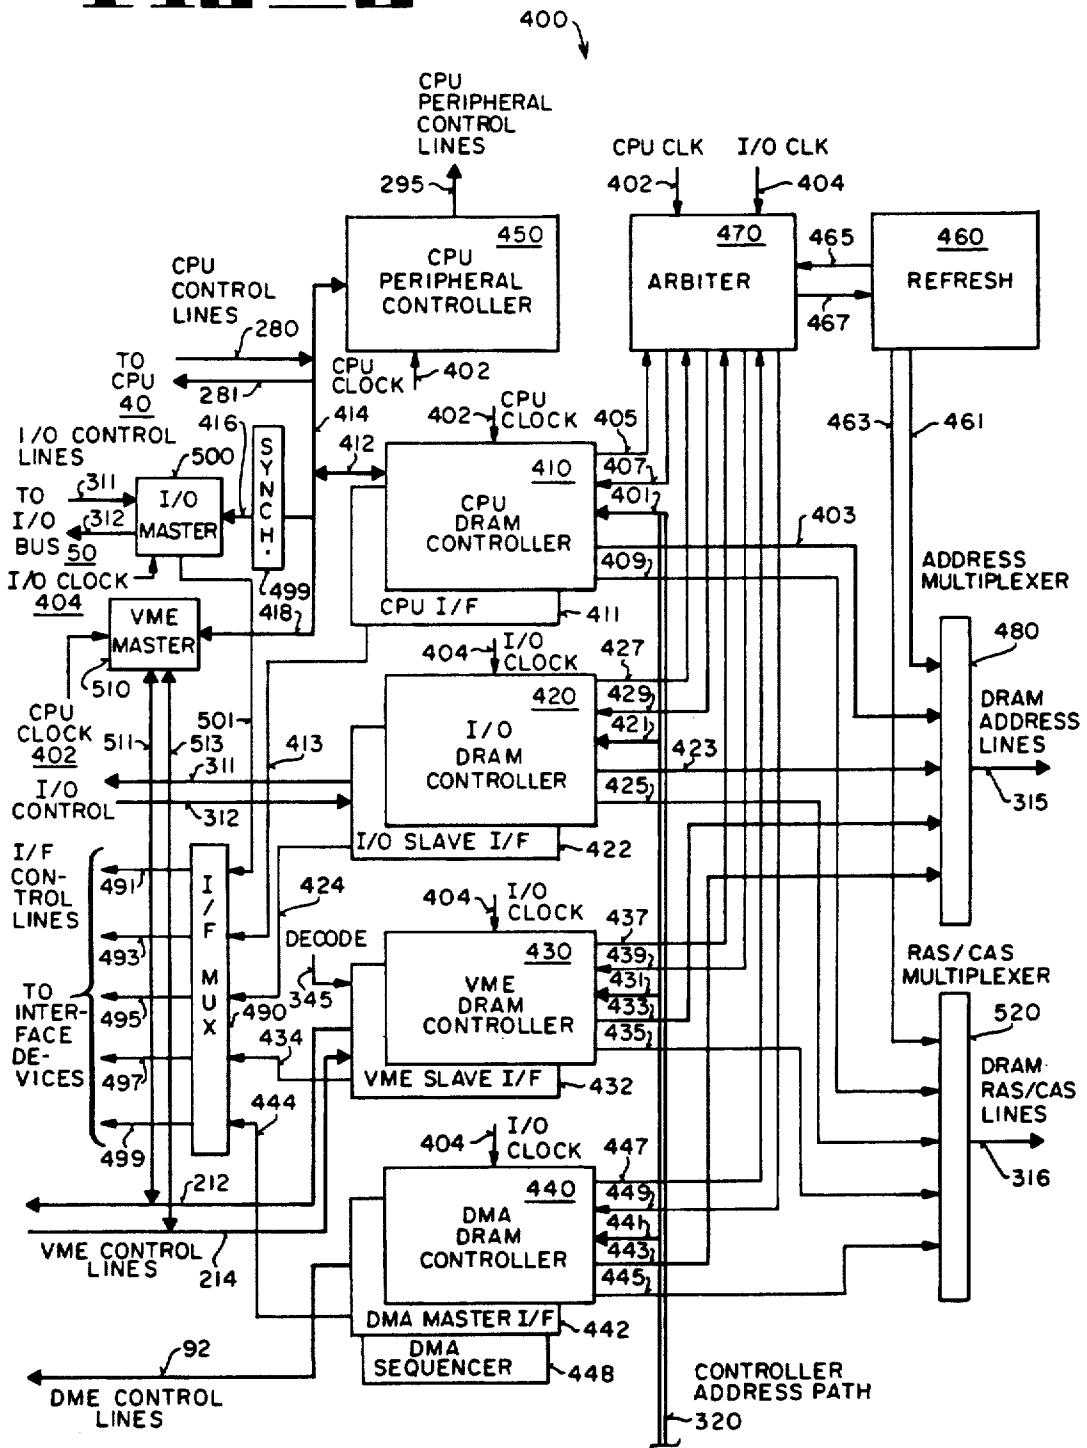 400
CPU
PERIPHERAL
CONTROL
LINES
295
CPU CLK
I/O CLK
402
404
450
CPU
PERIPHERAL
CONTROLLER
470
ARBITER
465
467
460
REFRESH
CPU
CONTROL
LINES
280
TO
CPU
40
281
CPU
CLOCK
402
414
416
412
402
CPU
CLOCK
405
407
401
463
461
I/O CONTROL
LINES
500
SYNCH.
499
TO
I/O
BUS
50
311
312
I/O
MASTER
410
CPU
DRAM
CONTROLLER
403
409
CPU I/F
411
ADDRESS
MULTIPLEXER
480
I/O CLOCK
404
418
VME
MASTER
510
CPU
CLOCK
402
501
511
513
413
404
I/O
CLOCK
427
429
421
423
425
420
I/O
DRAM
CONTROLLER
DRAM
ADDRESS
LINES
315
I/O
CONTROL
311
312
I/O SLAVE I/F
422
I/F
CON-
TROL
LINES
491
493
495
497
499
I/F MUX
490
424
434
444
TO
INTER-
FACE
DE-
VICES
DECODE
345
404
I/O
CLOCK
437
439
431
433
435
430
VME
DRAM
CONTROLLER
VME SLAVE I/F
432
RAS/CAS
MULTIPLEXER
520
DRAM
RAS/CAS
LINES
316
404
I/O
CLOCK
447
449
441
443
445
440
DMA
DRAM
CONTROLLER
212
VME CONTROL
LINES
214
DMA MASTER I/F
442
DMA
SEQUENCER
448
92
DME CONTROL
LINES
CONTROLLER
ADDRESS PATH
320